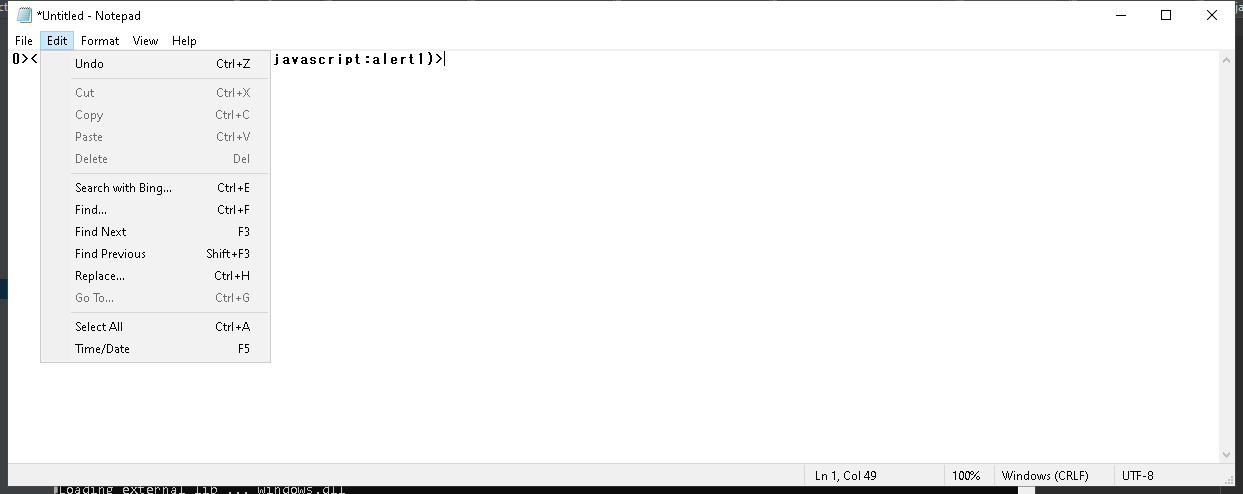 *Untitled - Notepad
File Edit Format View Help
0><
javascript:alert1)>
Undo Ctrl+Z
Cut Ctrl+X
Copy Ctrl+C
Paste Ctrl+V
Delete Del
Search with Bing... Ctrl+E
Find... Ctrl+F
Find Next F3
Find Previous Shift+F3
Replace... Ctrl+H
Go To... Ctrl+G
Select All Ctrl+A
Time/Date F5
Ln 1, Col 49 100% Windows (CRLF) UTF-8
Loading external lib ... windows.dll